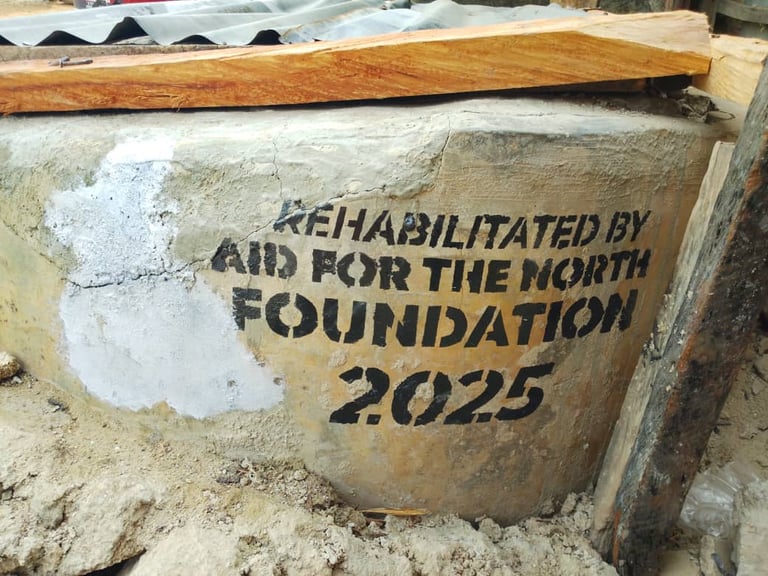 REHABILITATED BY
AID FOR THE NORTH
FOUNDATION
2025